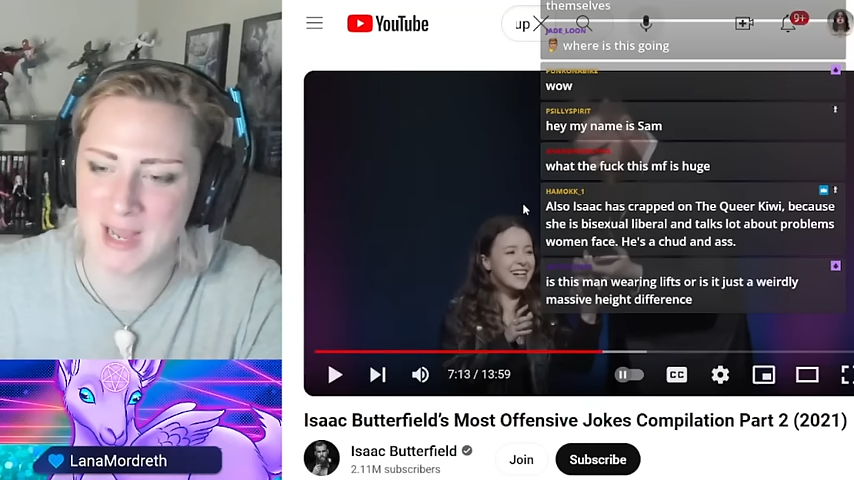 themselves
YouTube
up
9+
JADE LOON
where is this going
wow
PSILLYSPIRIT
hey my name is Sam
what the fuck this mf is huge
HAMOKK_1
Also Isaac has crapped on The Queer Kiwi, because
she is bisexual liberal and talks lot about problems
women face. He's a chud and ass.
is this man wearing lifts or is it just a weirdly
massive height difference
7:13 / 13:59
CC
Isaac Butterfield's Most Offensive Jokes Compilation Part 2 (2021)
Isaac Butterfield
2.11M subscribers
Join
Subscribe
LanaMordreth